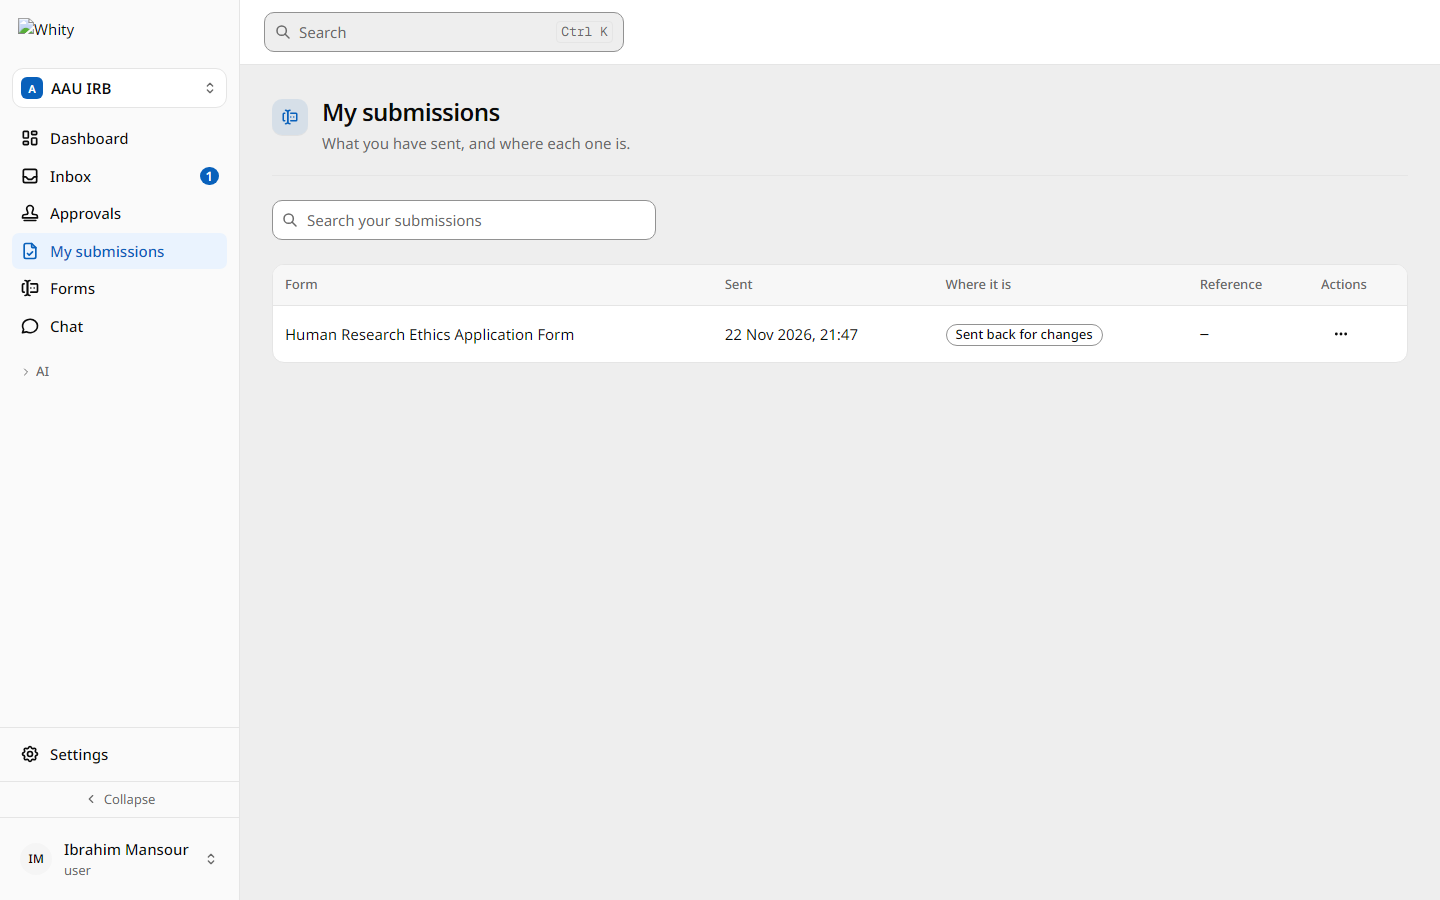 Whity
Search
Ctrl K
A
AAU IRB
Dashboard
Inbox
1
Approvals
My submissions
Forms
Chat
AI
Settings
Collapse
IM
Ibrahim Mansour
user
My submissions
What you have sent, and where each one is.
Search your submissions
Form Sent Where it is Reference Actions
Human Research Ethics Application Form 22 Nov 2026, 21:47 Sent back for changes –